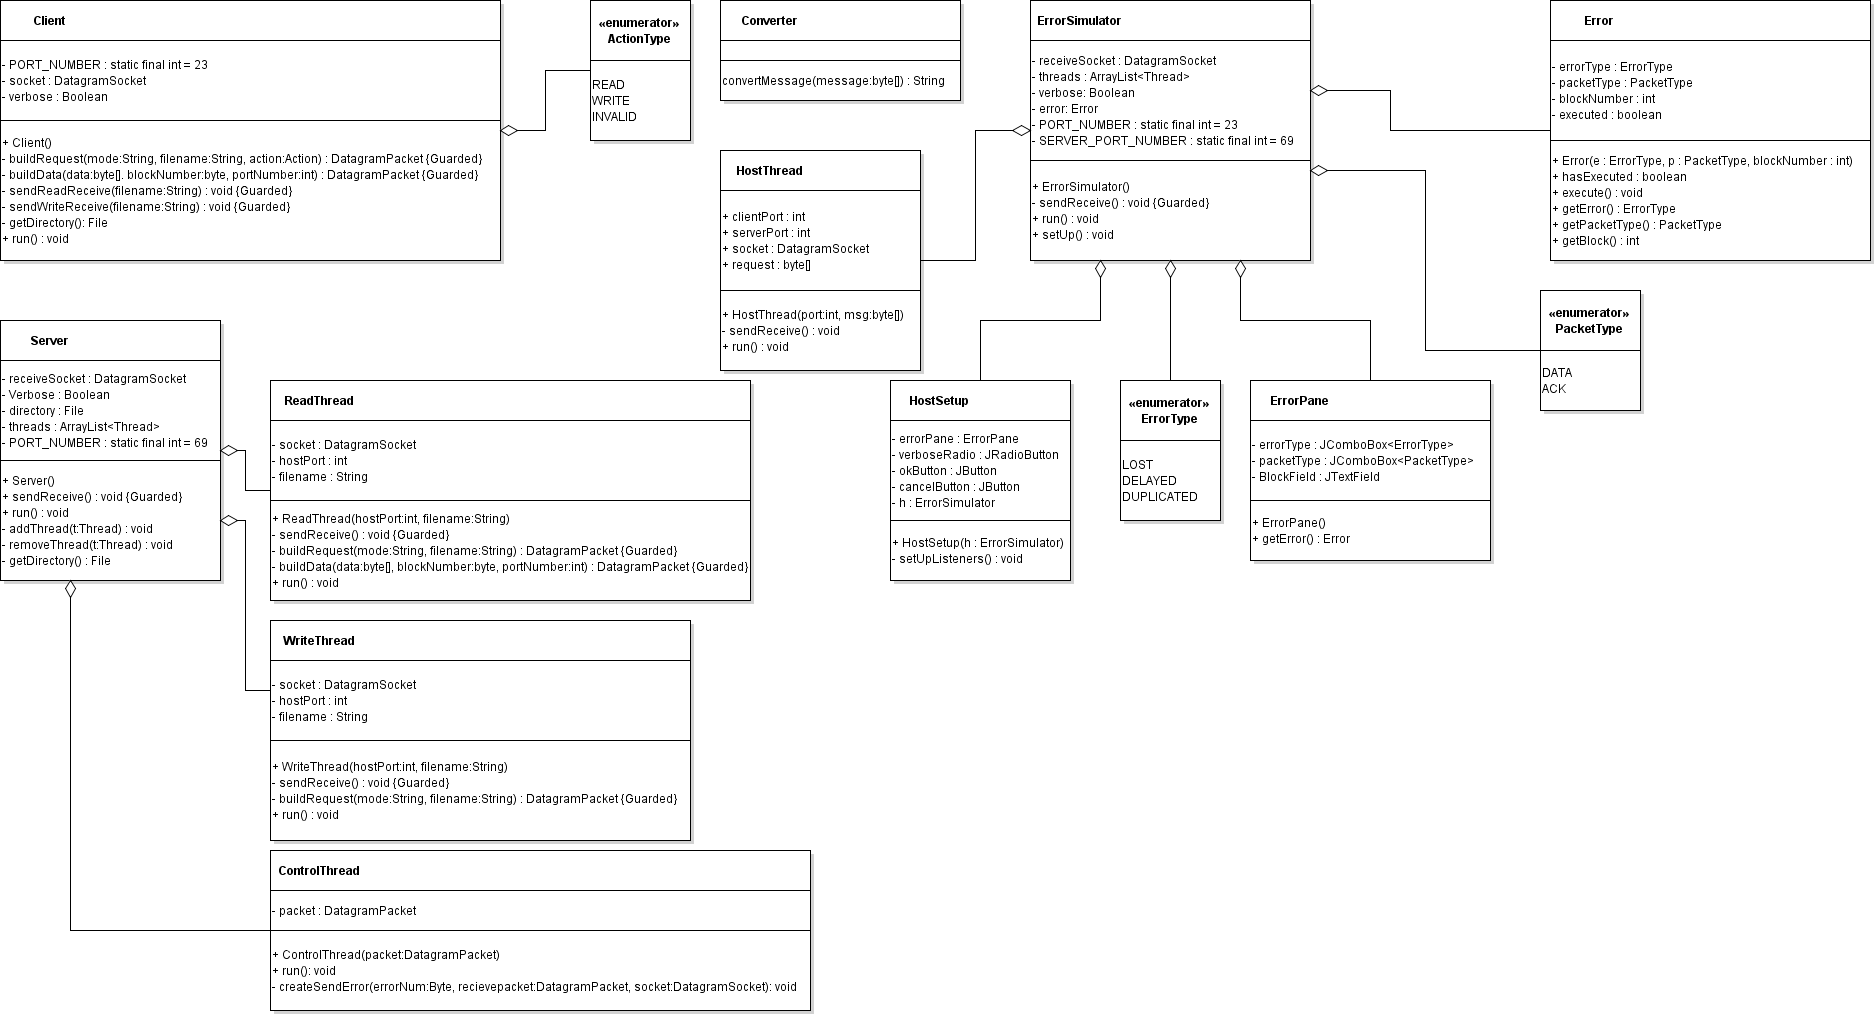 Client
- PORT_NUMBER : static final int = 23
- socket : DatagramSocket
- verbose : Boolean
+ Client()
- buildRequest(mode:String, filename:String, action:Action) : DatagramPacket {Guarded}
- buildData(data:byte[]. blockNumber:byte, portNumber:int) : DatagramPacket {Guarded}
- sendReadReceive(filename:String) : void {Guarded}
- sendWriteReceive(filename:String) : void {Guarded}
- getDirectory(): File
+ run() : void
«enumerator»
ActionType
READ
WRITE
INVALID
Converter
convertMessage(message:byte[]) : String
HostThread
+ clientPort : int
+ serverPort : int
+ socket : DatagramSocket
+ request : byte[]
+ HostThread(port:int, msg:byte[])
- sendReceive() : void
+ run() : void
ErrorSimulator
- receiveSocket : DatagramSocket
- threads : ArrayList<Thread>
- verbose: Boolean
- error: Error
- PORT_NUMBER : static final int = 23
- SERVER_PORT_NUMBER : static final int = 69
+ ErrorSimulator()
- sendReceive() : void {Guarded}
+ run() : void
+ setUp() : void
Error
- errorType : ErrorType
- packetType : PacketType
- blockNumber : int
- executed : boolean
+ Error(e : ErrorType, p : PacketType, blockNumber : int)
+ hasExecuted : boolean
+ execute() : void
+ getError() : ErrorType
+ getPacketType() : PacketType
+ getBlock() : int
«enumerator»
PacketType
DATA
ACK
Server
- receiveSocket : DatagramSocket
- Verbose : Boolean
- directory : File
- threads : ArrayList<Thread>
- PORT_NUMBER : static final int = 69
+ Server()
+ sendReceive() : void {Guarded}
+ run() : void
- addThread(t:Thread) : void
- removeThread(t:Thread) : void
- getDirectory() : File
ReadThread
- socket : DatagramSocket
- hostPort : int
- filename : String
+ ReadThread(hostPort:int, filename:String)
- sendReceive() : void {Guarded}
- buildRequest(mode:String, filename:String) : DatagramPacket {Guarded}
- buildData(data:byte[], blockNumber:byte, portNumber:int) : DatagramPacket {Guarded}
+ run() : void
HostSetup
- errorPane : ErrorPane
- verboseRadio : JRadioButton
- okButton : JButton
- cancelButton : JButton
- h : ErrorSimulator
+ HostSetup(h : ErrorSimulator)
- setUpListeners() : void
«enumerator»
ErrorType
LOST
DELAYED
DUPLICATED
ErrorPane
- errorType : JComboBox<ErrorType>
- packetType : JComboBox<PacketType>
- BlockField : JTextField
+ ErrorPane()
+ getError() : Error
WriteThread
- socket : DatagramSocket
- hostPort : int
- filename : String
+ WriteThread(hostPort:int, filename:String)
- sendReceive() : void {Guarded}
- buildRequest(mode:String, filename:String) : DatagramPacket {Guarded}
+ run() : void
ControlThread
- packet : DatagramPacket
+ ControlThread(packet:DatagramPacket)
+ run(): void
- createSendError(errorNum:Byte, recievepacket:DatagramPacket, socket:DatagramSocket): void